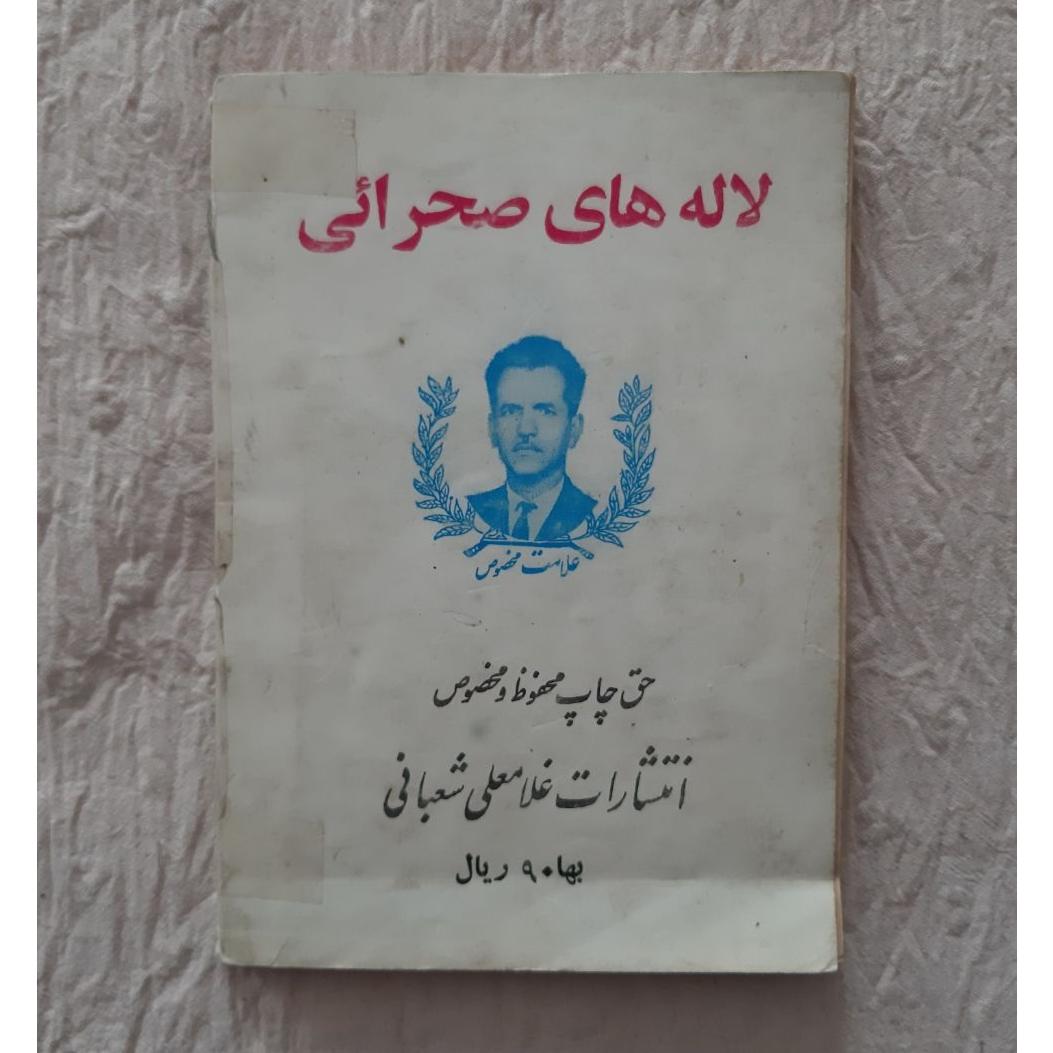 لاله های صحرائی
علامت مخصوص
حق چاپ محفوظ و مخصوص
انتشارات غلامعلی شعبانی
بها ۹۰ ریال